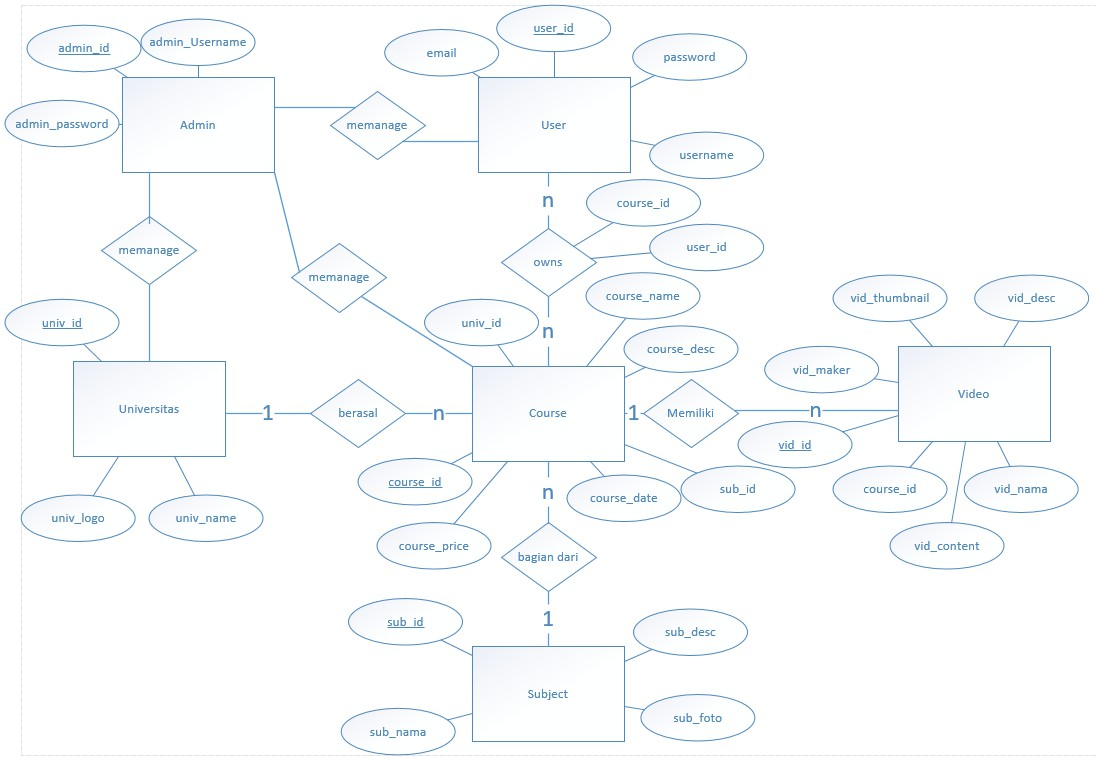 user_id
admin_id
admin_Username
email
password
admin_password
Admin
memanage
User
username
n
course_id
user_id
memanage
owns
memanage
course_name
vid_thumbnail
vid_desc
univ_id
univ_id
n
course_desc
vid_maker
Video
Universitas
1
berasal
n
Course
1
Memiliki
n
vid_id
course_id
n
course_date
sub_id
course_id
vid_nama
univ_logo
univ_name
course_price
vid_content
bagian dari
1
sub_id
sub_desc
Subject
sub_nama
sub_foto